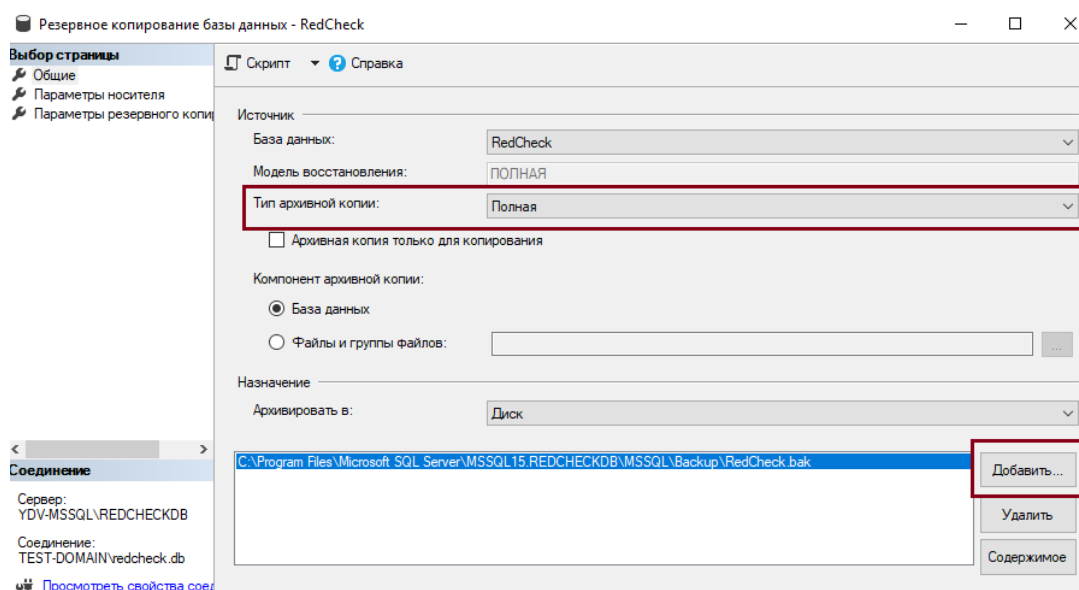 Резервное копирование базы данных - RedCheck
Выбор страницы
Общие
Параметры носителя
Параметры резервного копи
Скрипт
Справка
Источник
База данных:
RedCheck
Модель восстановления:
ПОЛНАЯ
Тип архивной копии:
Полная
Архивная копия только для копирования
Компонент архивной копии:
База данных
Файлы и группы файлов:
...
Назначение
Архивировать в:
Диск
C:\Program Files\Microsoft SQL Server\MSSQL15.REDCHECKDB\MSSQL\Backup\RedCheck.bak
Добавить...
Удалить
Содержимое
Соединение
Сервер:
YDV-MSSQL\REDCHECKDB
Соединение:
TEST-DOMAIN\redcheck.db
Просмотреть свойства соед